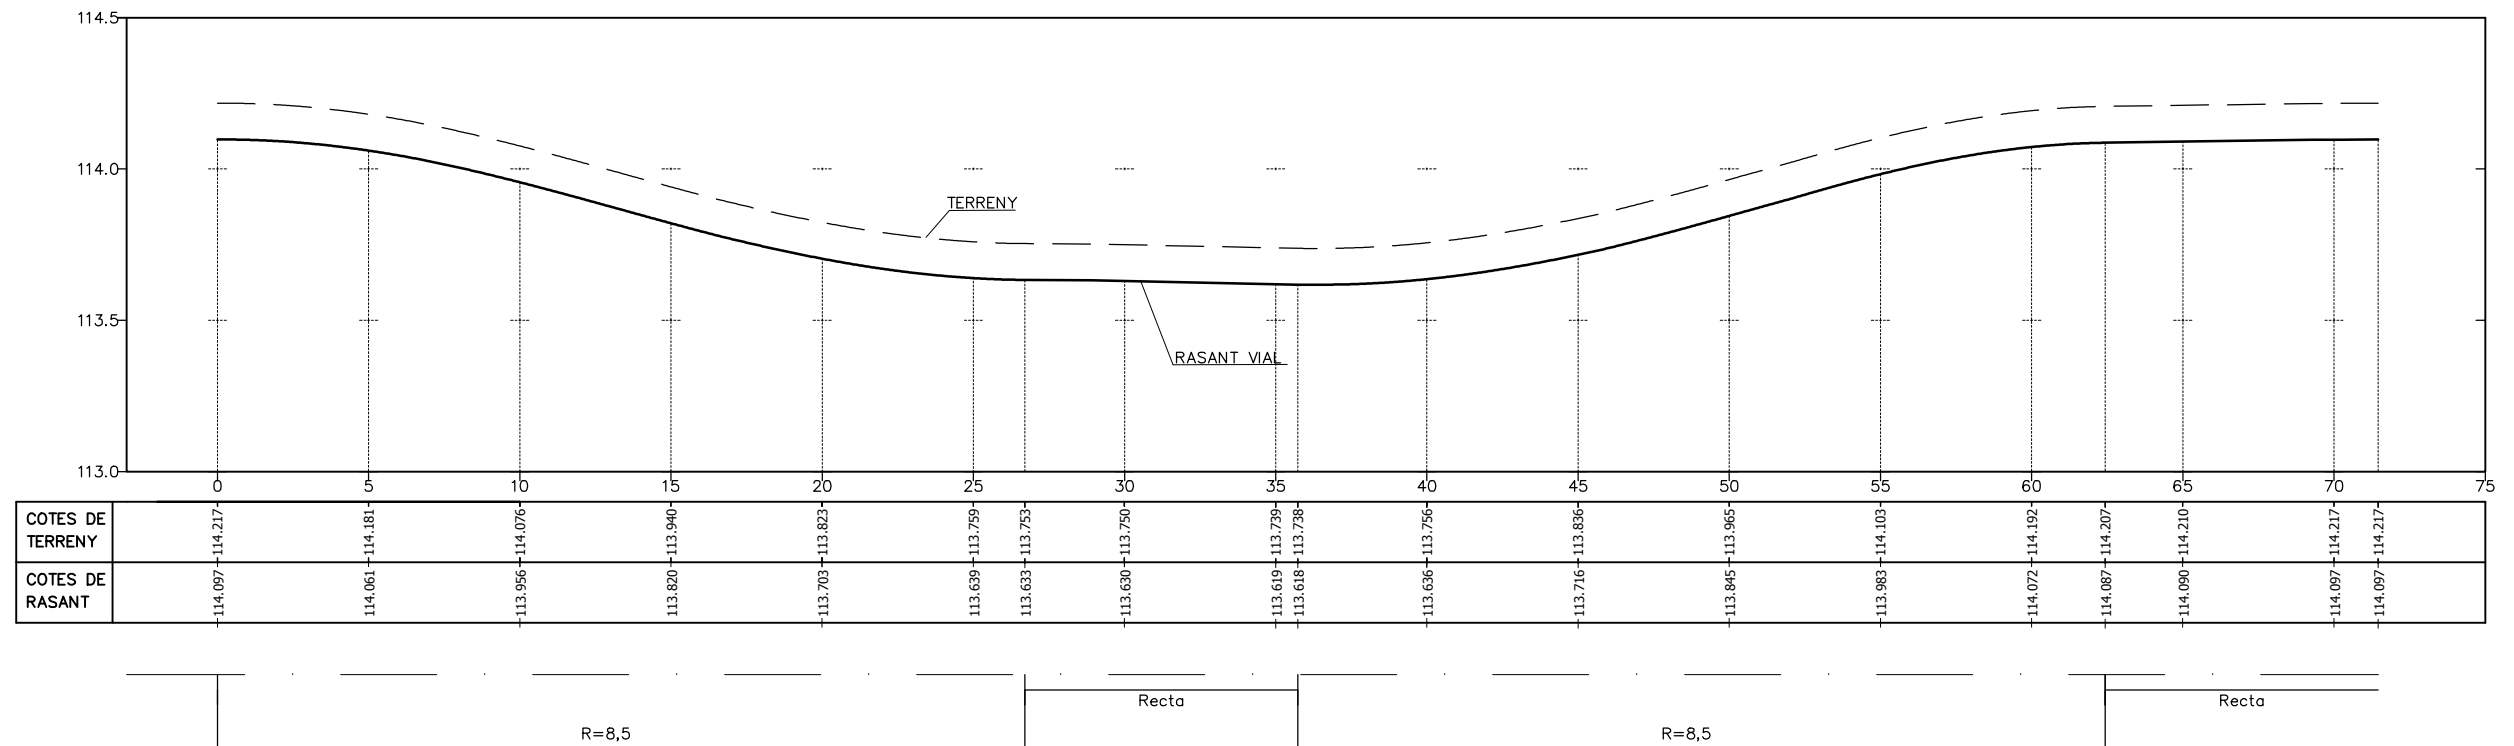 114.5
114.0
TERRENY
113.5
RASANT VIAL
113.0
0 5 10 15 20 25 30 35 40 45 50 55 60 65 70 75
COTES DE
TERRENY
114.217 114.181 114.076 113.940 113.823 113.759 113.753 113.750 113.739 113.738 113.756 113.836 113.965 114.103 114.192 114.207 114.210 114.217 114.217
COTES DE
RASANT
114.097 114.061 113.956 113.820 113.703 113.639 113.633 113.630 113.619 113.618 113.636 113.716 113.845 113.983 114.072 114.087 114.090 114.097 114.097
Recta Recta
R=8,5 R=8,5